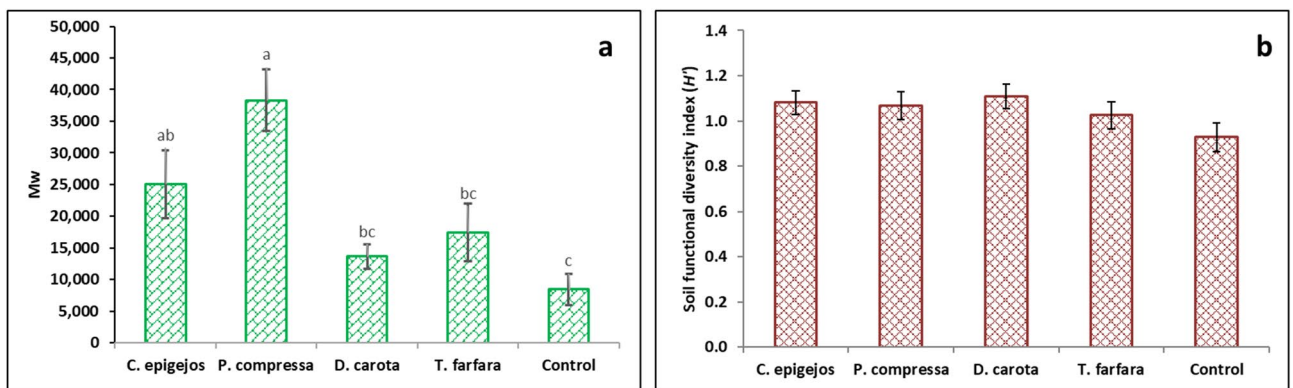 a
50,000
45,000
40,000
35,000
30,000
25,000
20,000
15,000
10,000
5,000
0
Mw
ab
a
bc
bc
c
C. epigejos P. compressa D. carota T. farfara Control
b
1.4
1.2
1.0
0.8
0.6
0.4
0.2
0.0
Soil functional diversity index (H')
C. epigejos P. compressa D. carota T. farfara Control